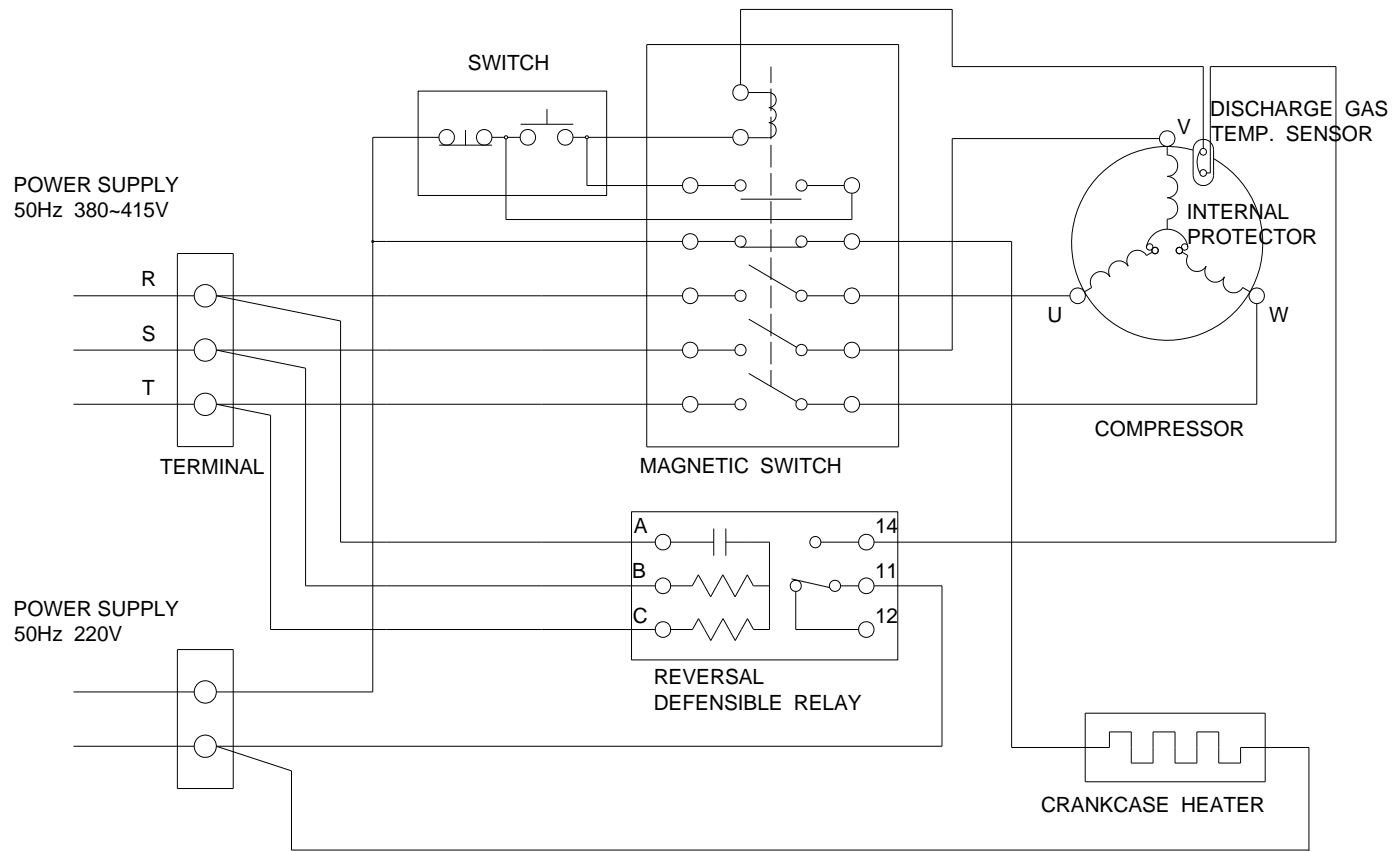 SWITCH
DISCHARGE GAS
TEMP. SENSOR
V
POWER SUPPLY
50Hz 380~415V
INTERNAL
PROTECTOR
R
U
W
S
T
COMPRESSOR
TERMINAL
MAGNETIC SWITCH
A
14
B
11
C
12
POWER SUPPLY
50Hz 220V
REVERSAL
DEFENSIBLE RELAY
CRANKCASE HEATER